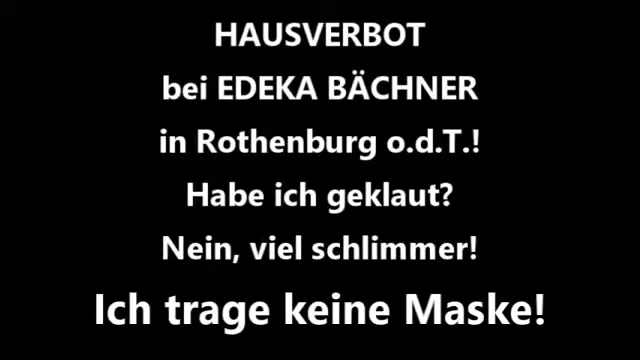 HAUSVERBOT
bei EDEKA BÄCHNER
in Rothenburg o.d.T.!
Habe ich geklaut?
Nein, viel schlimmer!
Ich trage keine Maske!